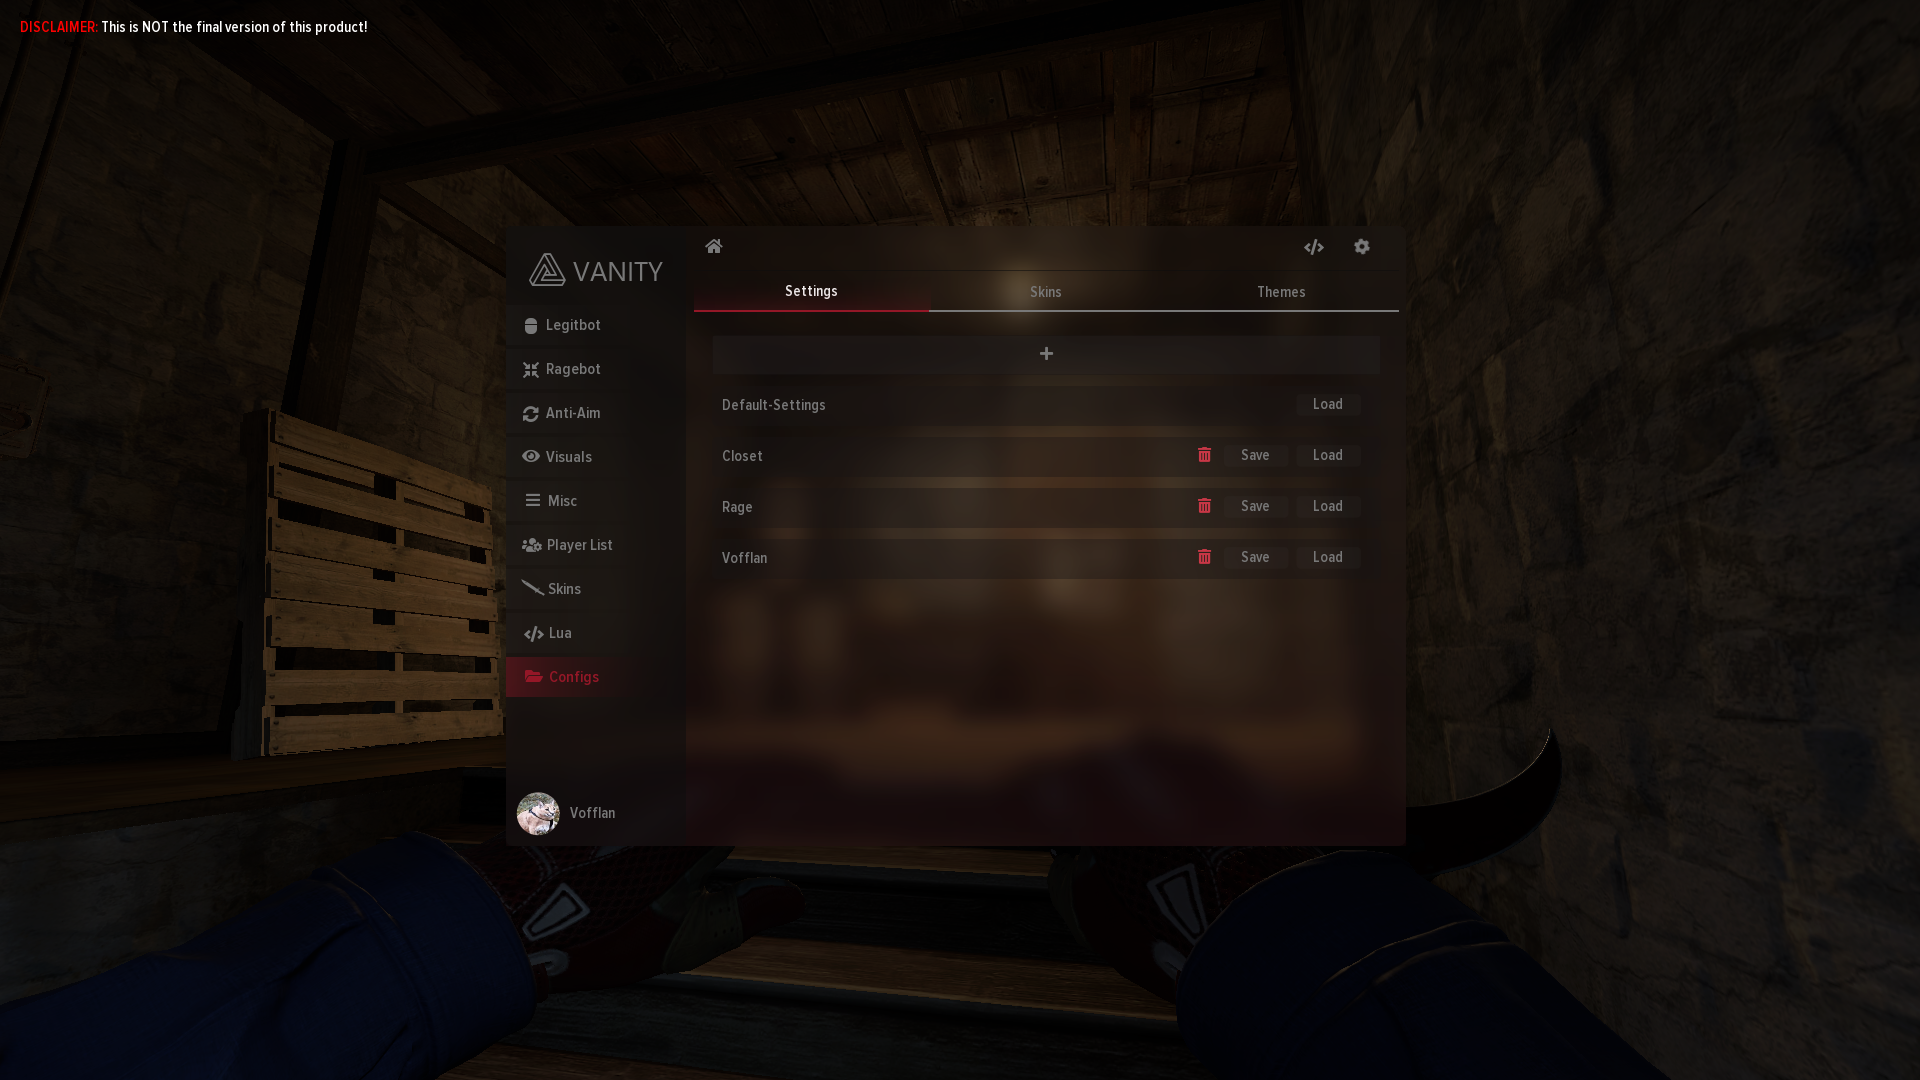 DISCLAIMER: This is NOT the final version of this product!
VANITY
Legitbot
Ragebot
Anti-Aim
Visuals
Misc
Player List
Skins
Lua
Configs
Vofflan
Settings Skins Themes
Default-Settings Load
Closet Save Load
Rage Save Load
Vofflan Save Load